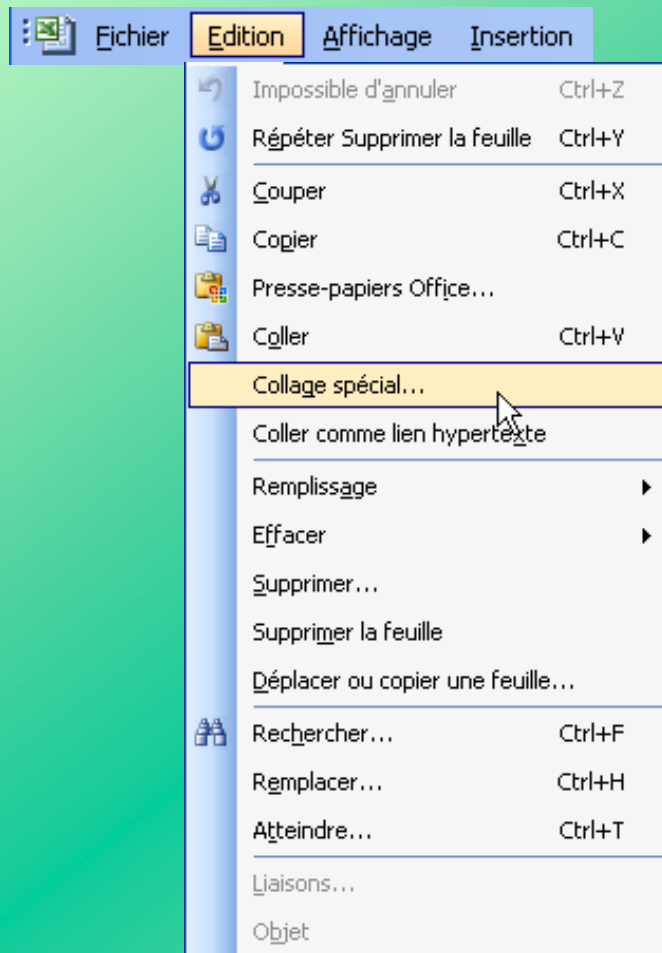 Fichier Edition Affichage Insertion
Impossible d'annuler Ctrl+Z
Répéter Supprimer la feuille Ctrl+Y
Couper Ctrl+X
Copier Ctrl+C
Presse-papiers Office...
Coller Ctrl+V
Collage spécial...
Coller comme lien hypertexte
Remplissage
Effacer
Supprimer...
Supprimer la feuille
Déplacer ou copier une feuille...
Rechercher... Ctrl+F
Remplacer... Ctrl+H
Atteindre... Ctrl+T
Liaisons...
Objet